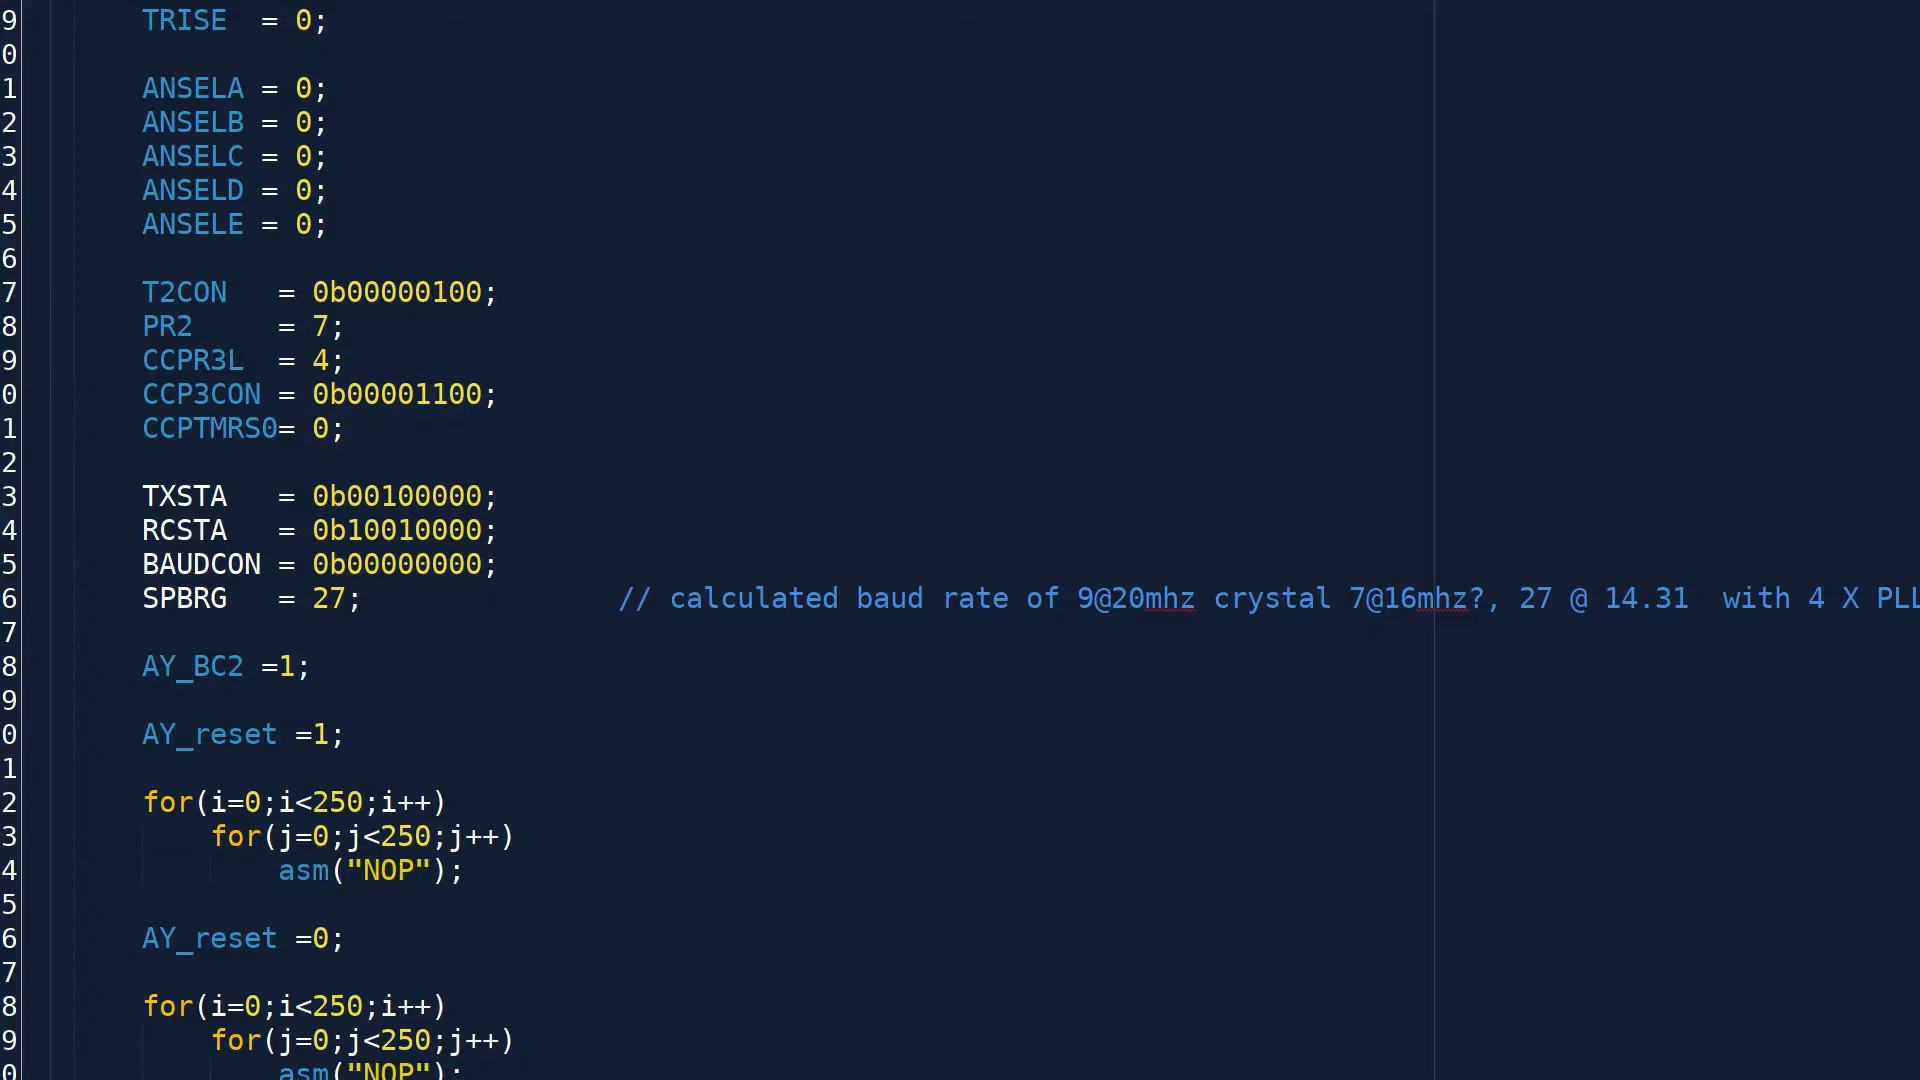 9 TRISE = 0;
0
1 ANSELA = 0;
2 ANSELB = 0;
3 ANSELC = 0;
4 ANSELD = 0;
5 ANSELE = 0;
6
7 T2CON = 0b00000100;
8 PR2 = 7;
9 CCPR3L = 4;
0 CCP3CON = 0b00001100;
1 CCPTMRS0= 0;
2
3 TXSTA = 0b00100000;
4 RCSTA = 0b10010000;
5 BAUDCON = 0b00000000;
6 SPBRG = 27; // calculated baud rate of 9@20mhz crystal 7@16mhz?, 27 @ 14.31 with 4 X PLL
7
8 AY_BC2 =1;
9
0 AY_reset =1;
1
2 for(i=0;i<250;i++)
3 for(j=0;j<250;j++)
4 asm("NOP");
5
6 AY_reset =0;
7
8 for(i=0;i<250;i++)
9 for(j=0;j<250;j++)
0 asm("NOP");